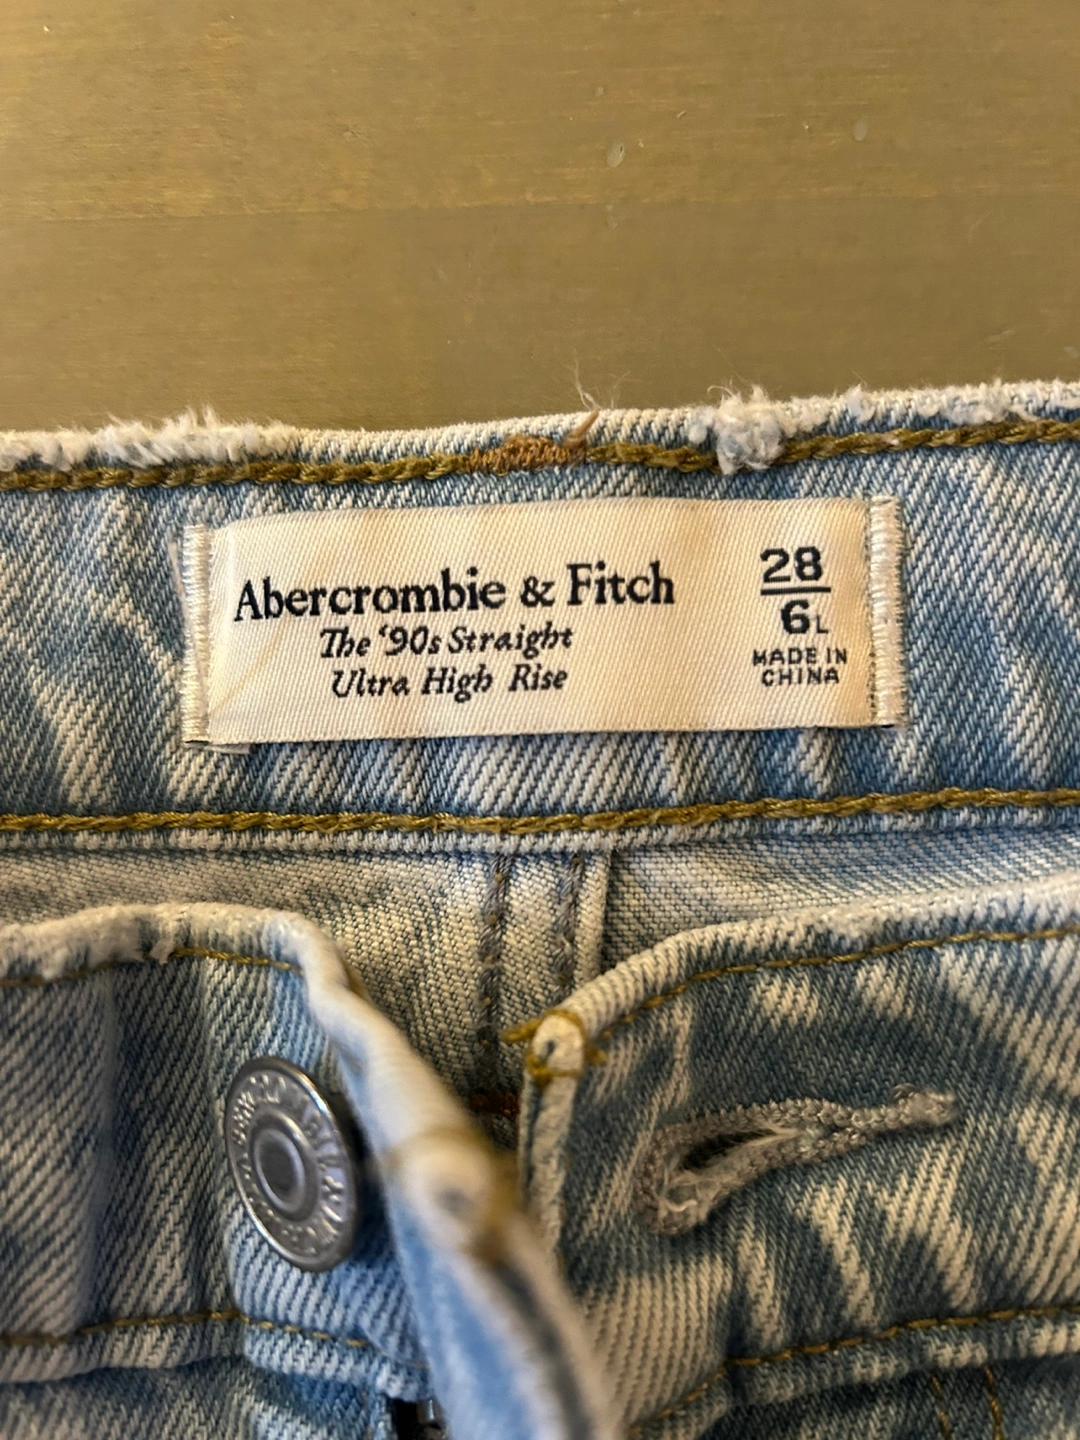 Abercrombie & Fitch
The ‘90s Straight
Ultra High Rise
28
6L
MADE IN
CHINA